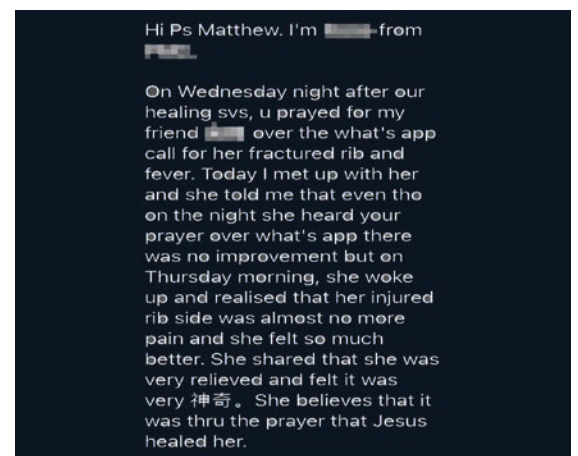 Hi Ps Matthew. I'm from
On Wednesday night after our
healing svs, u prayed for my
friend over the what's app
call for her fractured rib and
fever. Today I met up with her
and she told me that even tho
on the night she heard your
prayer over what's app there
was no improvement but on
Thursday morning, she woke
up and realised that her injured
rib side was almost no more
pain and she felt so much
better. She shared that she was
very relieved and felt it was
very 神奇。She believes that it
was thru the prayer that Jesus
healed her.